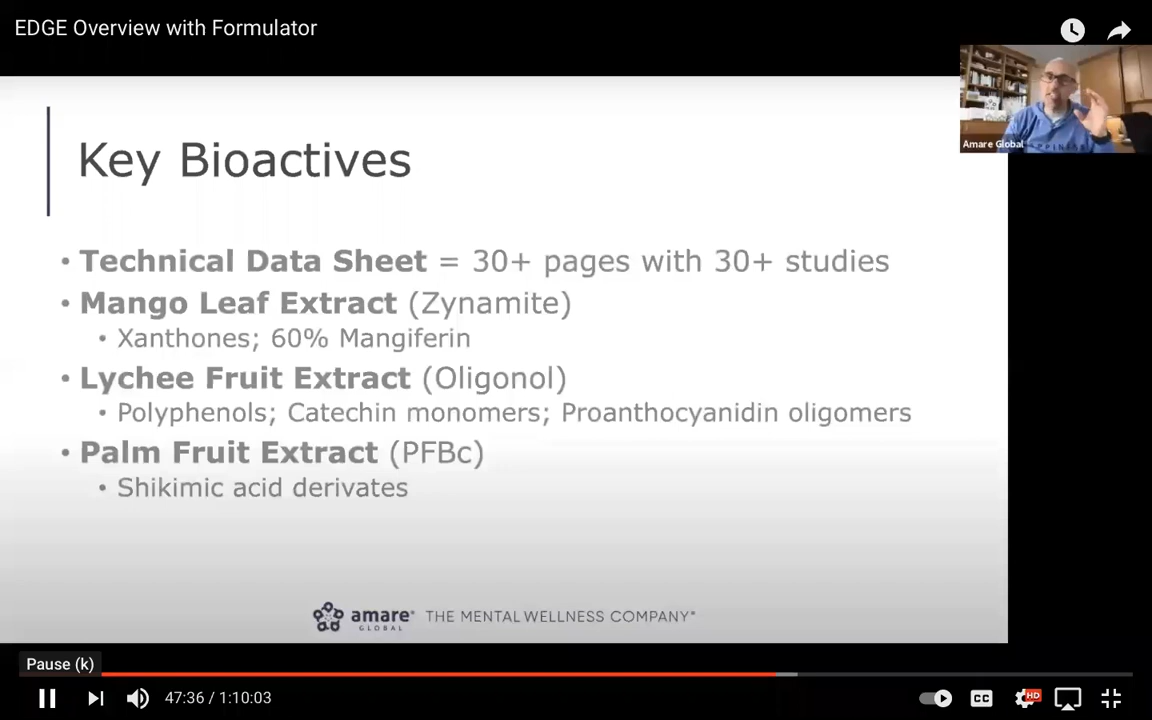 EDGE Overview with Formulator
Amare Global
Key Bioactives
• Technical Data Sheet = 30+ pages with 30+ studies
• Mango Leaf Extract (Zynamite)
• Xanthones; 60% Mangiferin
• Lychee Fruit Extract (Oligonol)
• Polyphenols; Catechin monomers; Proanthocyanidin oligomers
• Palm Fruit Extract (PFBc)
• Shikimic acid derivates
amare GLOBAL THE MENTAL WELLNESS COMPANY
Pause (k)
47:36 / 1:10:03
CC
HD